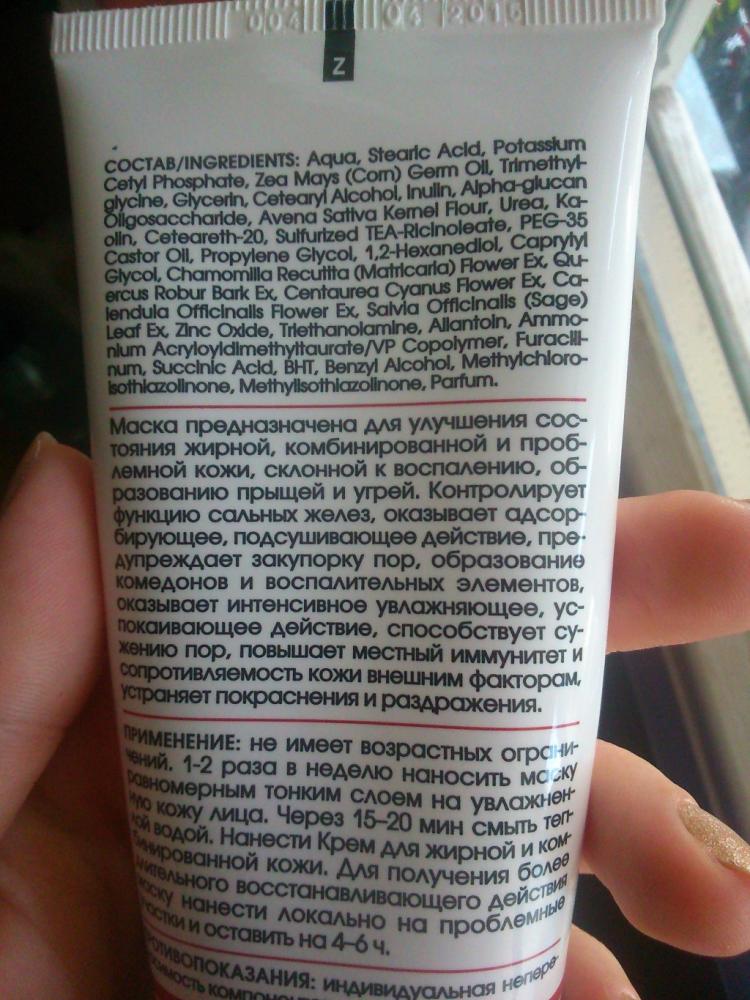 004 04 2015
Z
СОСТАВ/INGREDIENTS: Aqua, Stearic Acid, Potassium
Cetyl Phosphate, Zea Mays (Corn) Germ Oil, Trimethyl-
glycine, Glycerin, Cetearyl Alcohol, Inulin, Alpha-glucan
Oligosaccharide, Avena Sativa Kernel Flour, Urea, Ka-
olin, Ceteareth-20, Sulfurized TEA-Ricinoleate, PEG-35
Castor Oil, Propylene Glycol, 1,2-Hexanediol, Caprylyl
Glycol, Chamomilla Recutita (Matricaria) Flower Ex, Qu-
ercus Robur Bark Ex, Centaurea Cyanus Flower Ex, Ca-
lendula Officinalis Flower Ex, Salvia Officinalis (Sage)
Leaf Ex, Zinc Oxide, Triethanolamine, Allantoin, Ammo-
nium Acryloyldimethyltaurate/VP Copolymer, Furacili-
num, Succinic Acid, BHT, Benzyl Alcohol, Methylchloro-
isothiazolinone, Methylisothiazolinone, Parfum.
Маска предназначена для улучшения сос-
тояния жирной, комбинированной и проб-
лемной кожи, склонной к воспалению, об-
разованию прыщей и угрей. Контролирует
функцию сальных желез, оказывает адсор-
бирующее, подсушивающее действие, пре-
дупреждает закупорку пор, образование
комедонов и воспалительных элементов,
оказывает интенсивное увлажняющее, ус-
покаивающее действие, способствует су-
жению пор, повышает местный иммунитет и
сопротивляемость кожи внешним факторам,
устраняет покраснения и раздражения.
ПРИМЕНЕНИЕ: не имеет возрастных ограни-
чений. 1-2 раза в неделю наносить маску
равномерным тонким слоем на увлажнен-
ную кожу лица. Через 15–20 мин смыть теп-
лой водой. Нанести Крем для жирной и ком-
бинированной кожи. Для получения более
длительного восстанавливающего действия
маску нанести локально на проблемные
участки и оставить на 4–6 ч.
ПРОТИВОПОКАЗАНИЯ: индивидуальная непере-